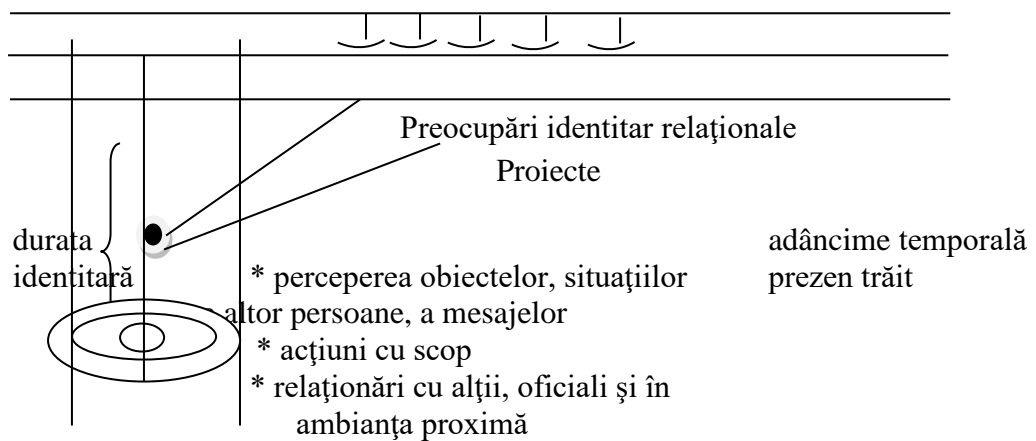 Preocupări identitar relaţionale
Proiecte
durata
identitară
adâncime temporală
prezen trăit
* perceperea obiectelor, situaţiilor
altor persoane, a mesajelor
* acţiuni cu scop
* relaţionări cu alţii, oficiali şi în
ambianţa proximă